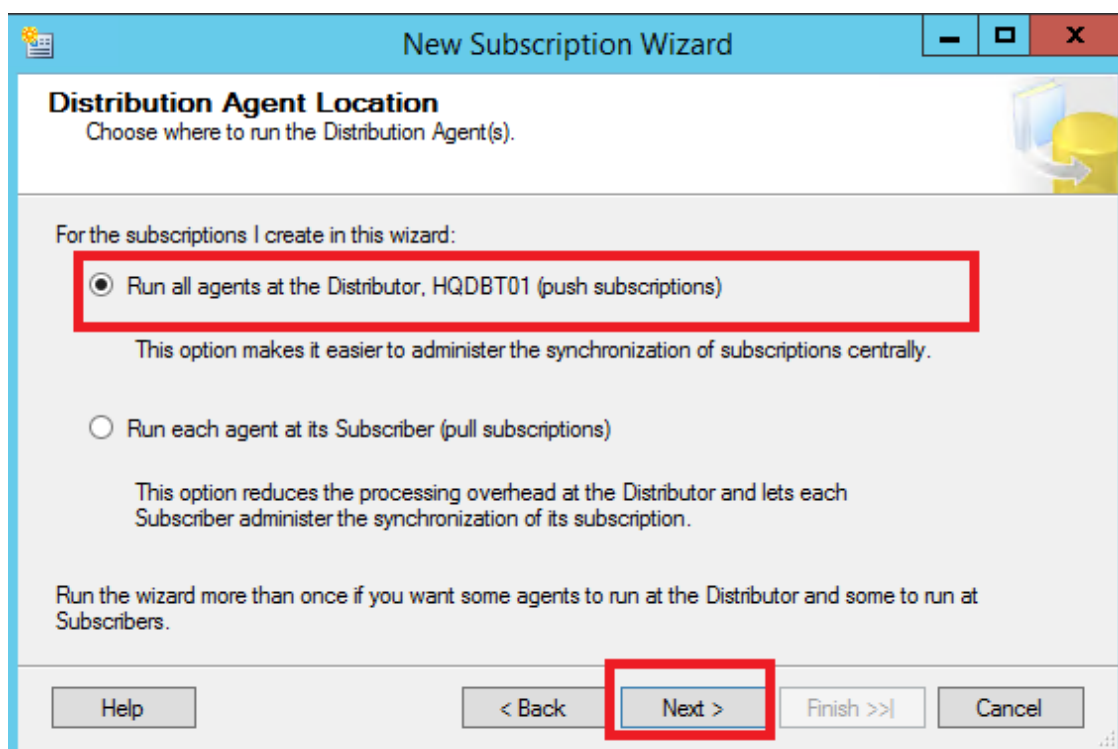 New Subscription Wizard
Distribution Agent Location
Choose where to run the Distribution Agent(s).
For the subscriptions I create in this wizard:
Run all agents at the Distributor, HQDBT01 (push subscriptions)
This option makes it easier to administer the synchronization of subscriptions centrally.
Run each agent at its Subscriber (pull subscriptions)
This option reduces the processing overhead at the Distributor and lets each
Subscriber administer the synchronization of its subscription.
Run the wizard more than once if you want some agents to run at the Distributor and some to run at
Subscribers.
Help
< Back
Next >
Finish >>|
Cancel